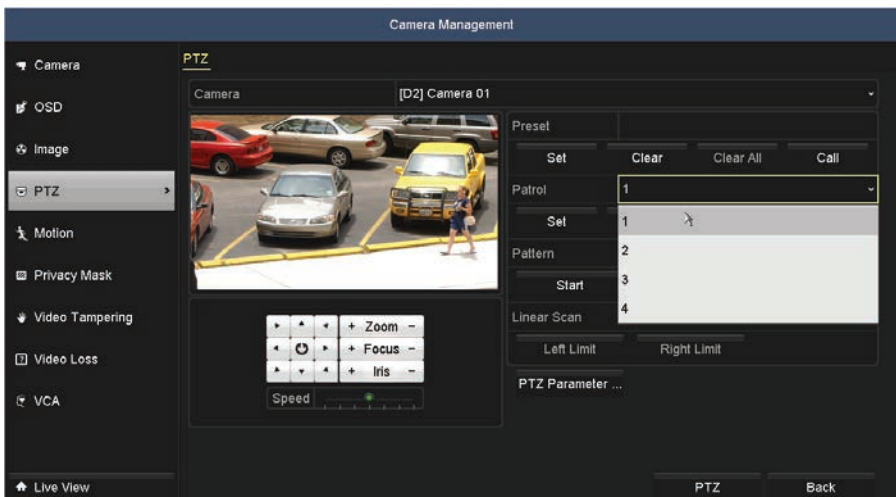 Camera Management
Camera
OSD
Image
PTZ
Motion
Privacy Mask
Video Tampering
Video Loss
VCA
Live View
PTZ
Camera [D2] Camera 01
Preset
Set Clear Clear All Call
Patrol 1
Set
1
2
3
4
Pattern
Start
Linear Scan
Left Limit Right Limit
PTZ Parameter ...
+ Zoom -
+ Focus -
+ Iris -
Speed
PTZ Back